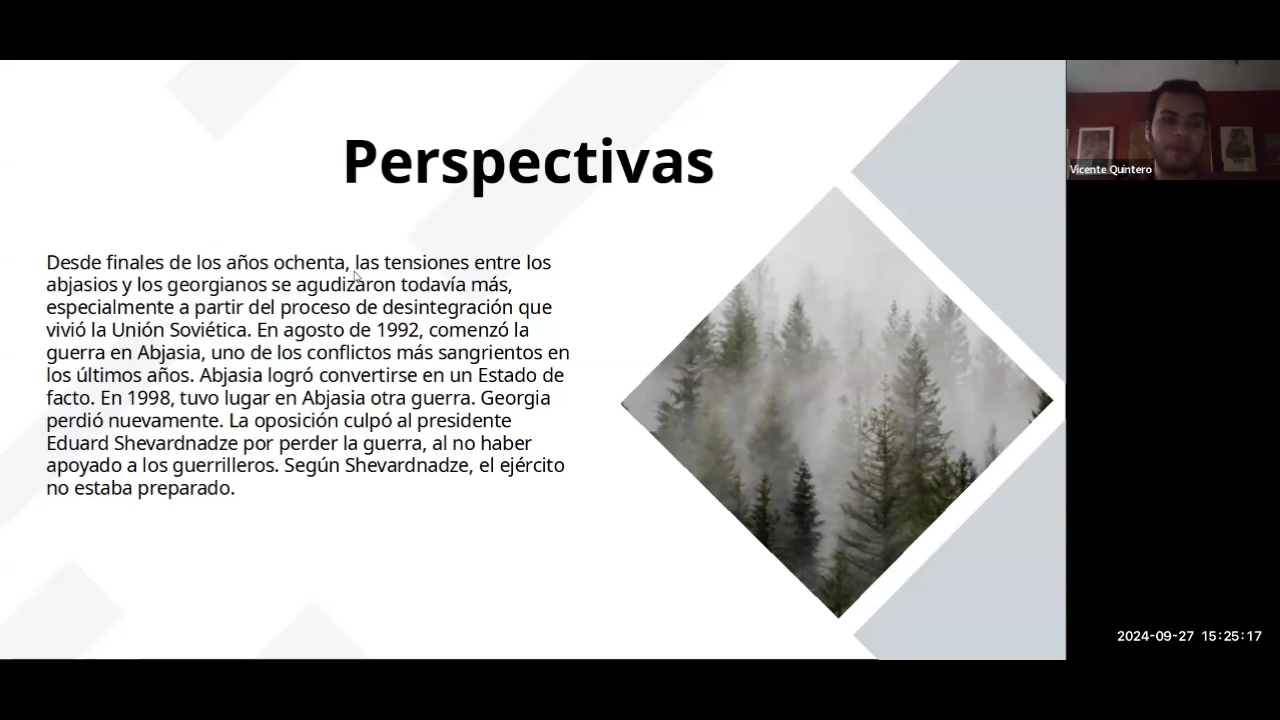 Perspectivas
Desde finales de los años ochenta, las tensiones entre los
abjasios y los georgianos se agudizaron todavía más,
especialmente a partir del proceso de desintegración que
vivió la Unión Soviética. En agosto de 1992, comenzó la
guerra en Abjasia, uno de los conflictos más sangrientos en
los últimos años. Abjasia logró convertirse en un Estado de
facto. En 1998, tuvo lugar en Abjasia otra guerra. Georgia
perdió nuevamente. La oposición culpó al presidente
Eduard Shevardnadze por perder la guerra, al no haber
apoyado a los guerrilleros. Según Shevardnadze, el ejército
no estaba preparado.
Vicente Quintero
2024-09-27 15:25:17